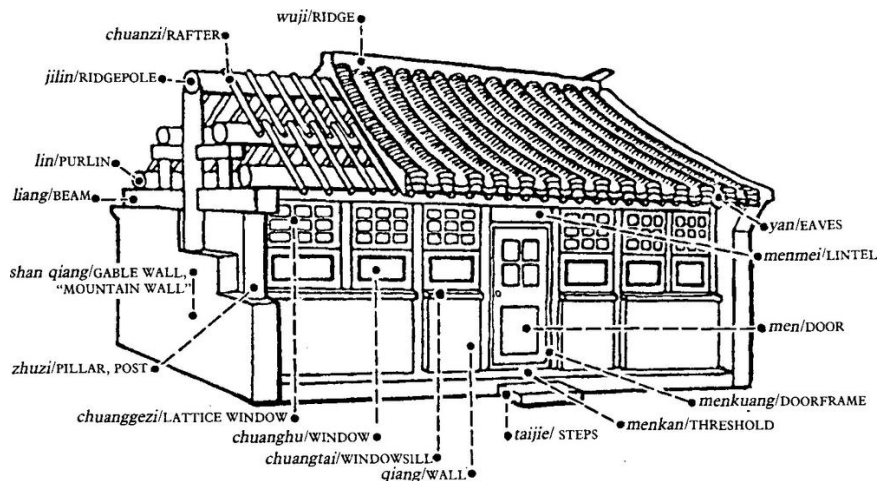 wuji/RIDGE
chuanzi/RAFTER
jilin/RIDGEPOLE
lin/PURLIN
liang/BEAM
yan/EAVES
menmei/LINTEL
shan qiang/GABLE WALL,
"MOUNTAIN WALL"
men/DOOR
zhuzi/PILLAR, POST
menkuang/DOORFRAME
chuanggezi/LATTICE WINDOW
menkan/THRESHOLD
chuanghu/WINDOW
taijie/ STEPS
chuangtai/WINDOWSILL
qiang/WALL